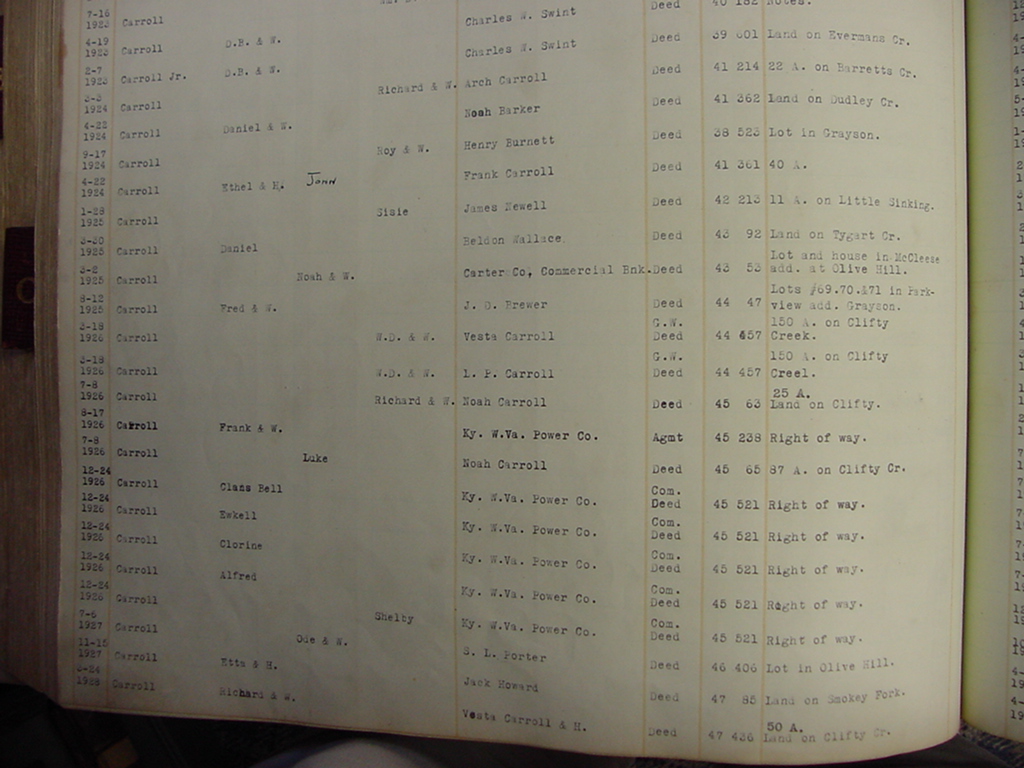 7-16 1923 Carroll D.B. & W. Charles W. Swint Deed 40 182 Notes.
4-19 1923 Carroll D.B. & W. Charles W. Swint Deed 39 601 Land on Evermans Cr.
2-7 1923 Carroll Jr. Richard & W. Arch Carroll Deed 41 214 22 A. on Barretts Cr.
3-3 1924 Carroll Daniel & W. Noah Barker Deed 41 362 Land on Dudley Cr.
4-22 1924 Carroll Roy & W. Henry Burnett Deed 38 523 Lot in Grayson.
9-17 1924 Carroll Ethel & H. John Frank Carroll Deed 41 361 40 A.
4-22 1924 Carroll Sisie James Newell Deed 42 213 11 A. on Little Sinking.
1-29 1925 Carroll Daniel Beldon Wallace Deed 43 92 Land on Tygart Cr.
3-30 1925 Carroll Noah & W. Carter Co, Commercial Bnk. Deed 43 53 Lot and house in McCleese
add. at Olive Hill.
3-2 1925 Carroll Fred & W. J. D. Brewer Deed 44 47 Lots #69.70.&71 in Park-
view add. Grayson.
8-12 1925 Carroll W.D. & W. Vesta Carroll G.W. Deed 44 457 150 A. on Clifty
Creek.
3-18 1926 Carroll W.D. & W. L. P. Carroll G.W. Deed 44 457 150 A. on Clifty
Creel.
3-18 1926 Carroll Richard & W. Noah Carroll Deed 45 63 25 A.
Land on Clifty.
7-8 1926 Carroll Frank & W. Ky. W.Va. Power Co. Agmt 45 238 Right of way.
8-17 1926 Carroll Luke Noah Carroll Deed 45 65 87 A. on Clifty Cr.
7-8 1926 Carroll Clans Bell Ky. W.Va. Power Co. Com. Deed 45 521 Right of way.
12-24 1926 Carroll Ewkell Ky. W.Va. Power Co. Com. Deed 45 521 Right of way.
12-24 1926 Carroll Clorine Ky. W.Va. Power Co. Com. Deed 45 521 Right of way.
12-24 1926 Carroll Alfred Ky. W.Va. Power Co. Com. Deed 45 521 Right of way.
12-24 1926 Carroll Shelby Ky. W.Va. Power Co. Com. Deed 45 521 Right of way.
12-24 1926 Carroll Ode & W. S. L. Porter Deed 46 406 Lot in Olive Hill.
7-6 1927 Carroll Etta & H. Jack Howard Deed 47 85 Land on Smokey Fork.
11-15 1927 Carroll Richard & W. Vesta Carroll & H. Deed 47 436 50 A.
Land on Clifty Cr.
3-24 1928 Carroll